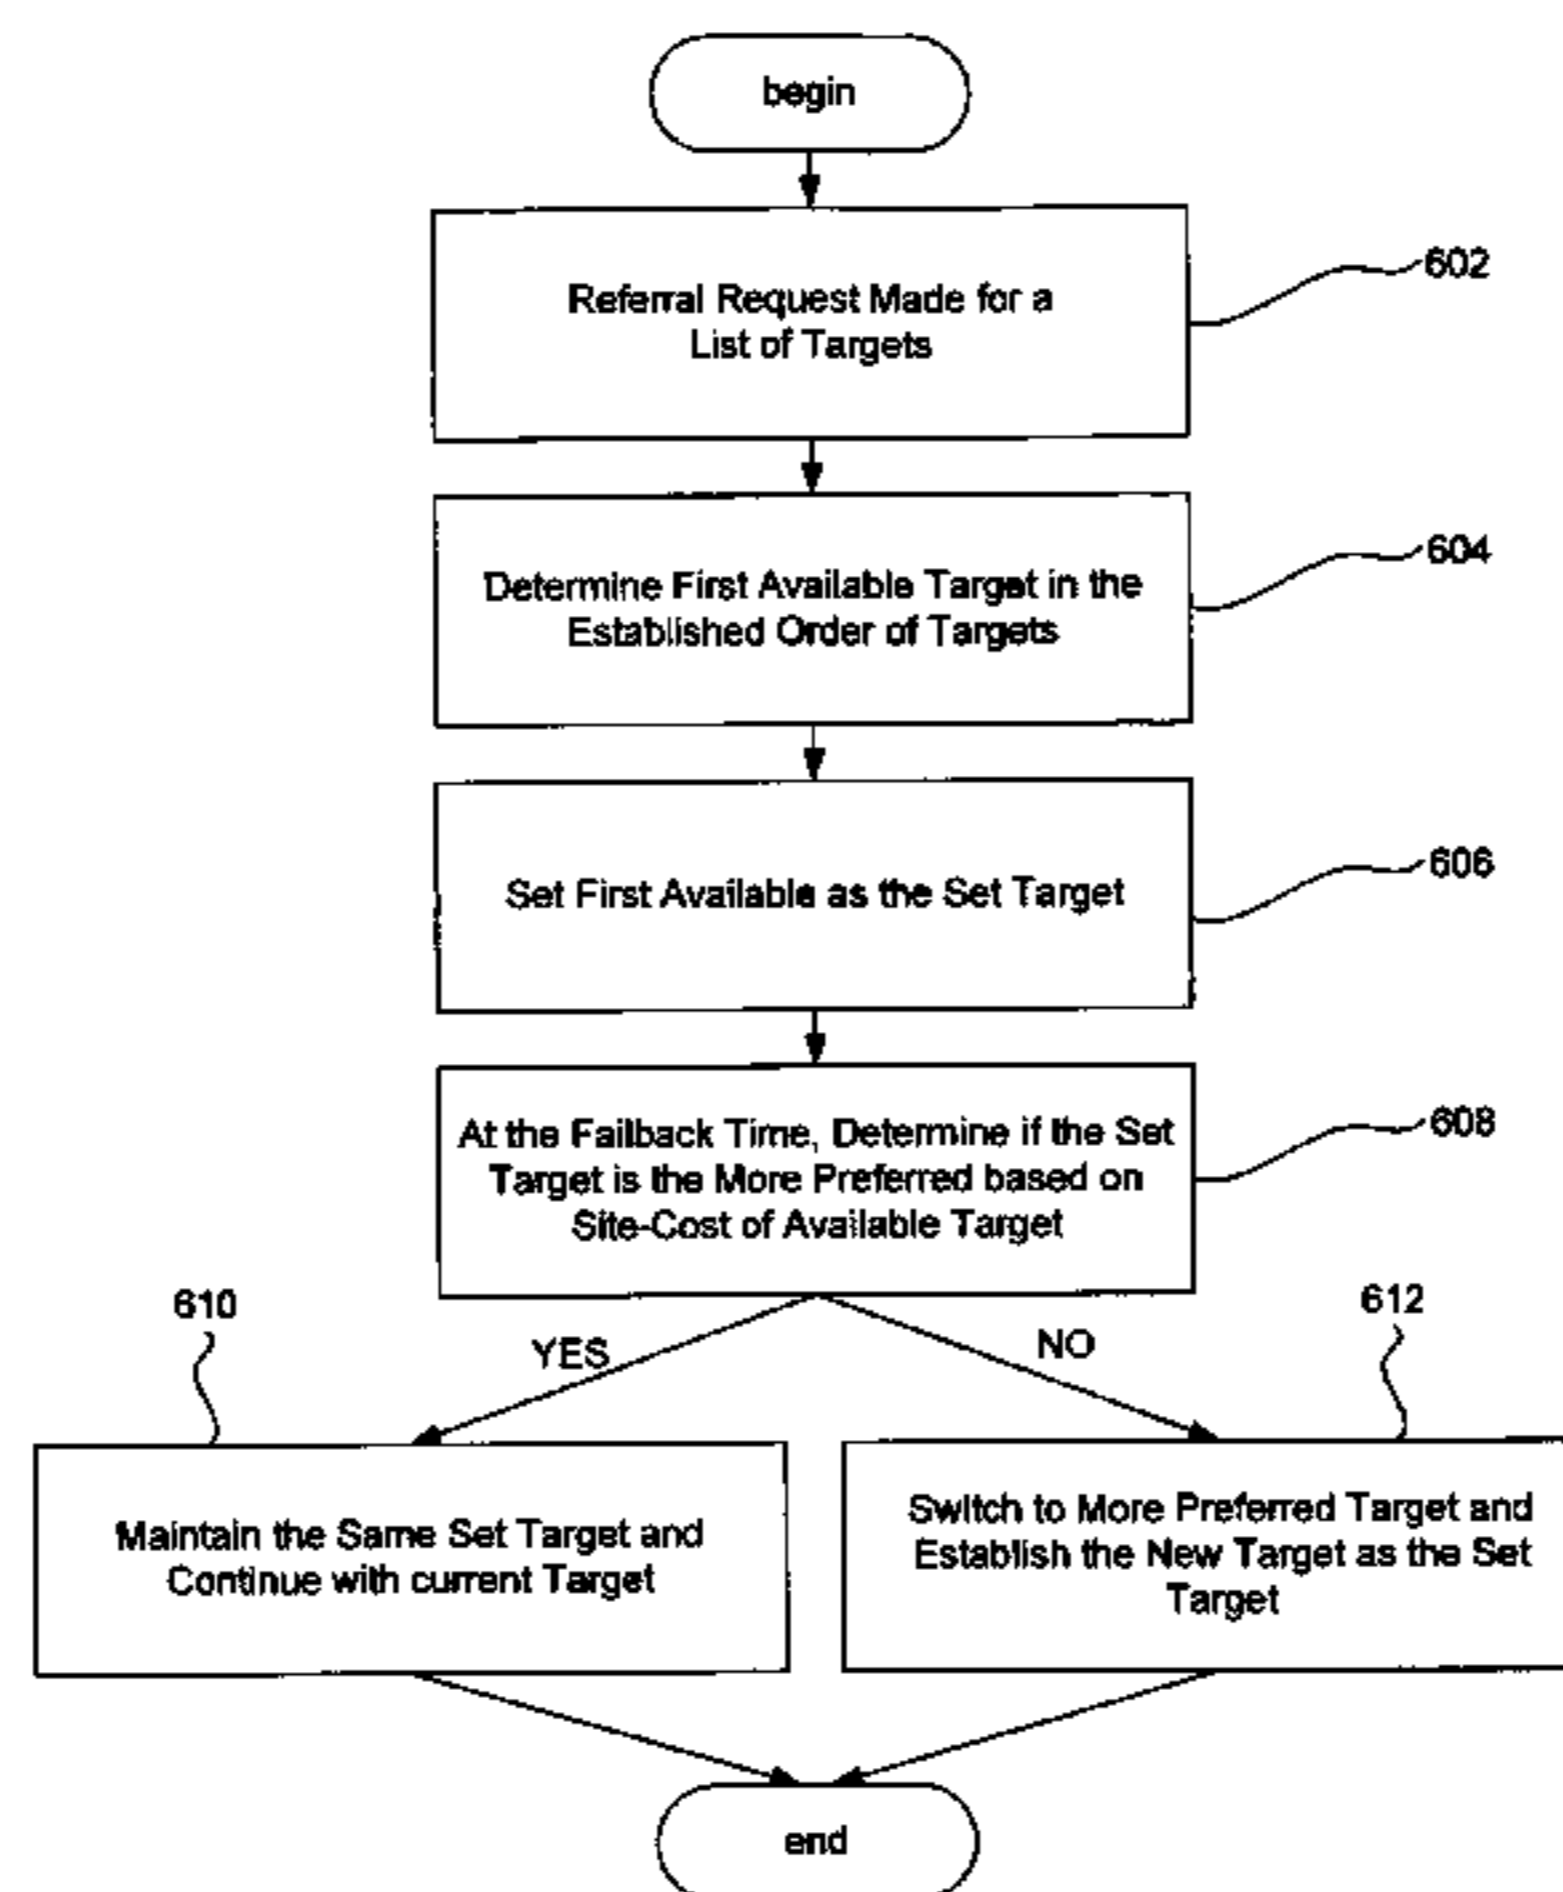 begin
Referral Request Made for a
List of Targets
602
Determine First Available Target in the
Established Order of Targets
604
Set First Available as the Set Target
606
At the Failback Time, Determine if the Set
Target is the More Preferred based on
Site-Cost of Available Target
608
610
YES
NO
612
Maintain the Same Set Target and
Continue with current Target
Switch to More Preferred Target and
Establish the New Target as the Set
Target
end